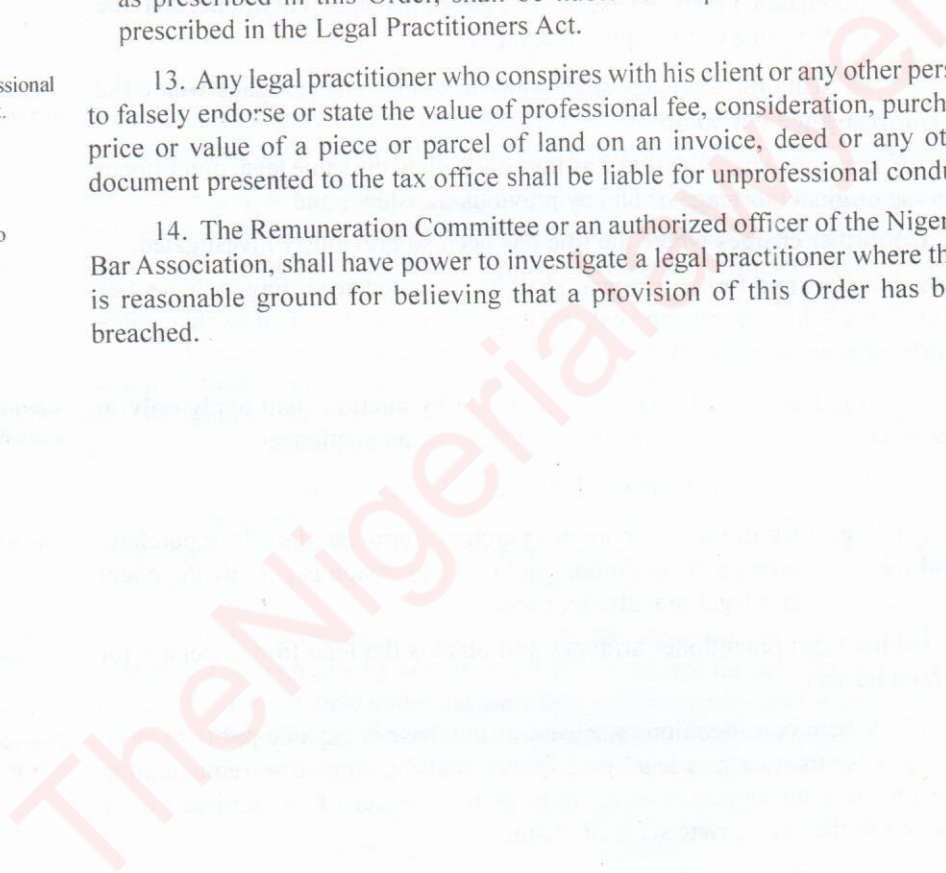 as prescribed in this Order, shall be
prescribed in the Legal Practitioners Act.
ssional
13. Any legal practitioner who conspires with his client or any other pers
to falsely endorse or state the value of professional fee, consideration, purch
price or value of a piece or parcel of land on an invoice, deed or any ot
document presented to the tax office shall be liable for unprofessional condu
14. The Remuneration Committee or an authorized officer of the Niger
Bar Association, shall have power to investigate a legal practitioner where th
is reasonable ground for believing that a provision of this Order has b
breached.
TheNigerialawyer